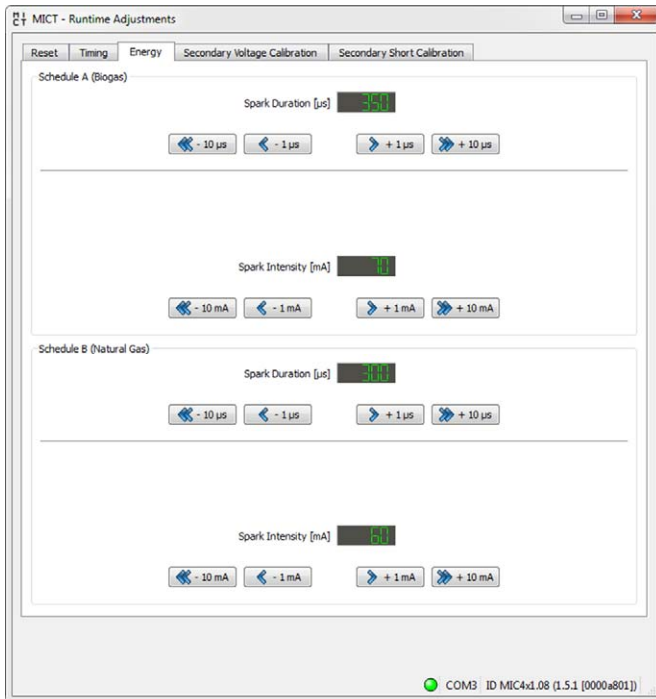 MICT - Runtime Adjustments
Reset Timing Energy Secondary Voltage Calibration Secondary Short Calibration
Schedule A (Biogas)
Spark Duration [µs] 350
- 10 µs - 1 µs + 1 µs + 10 µs
Spark Intensity [mA] 70
- 10 mA - 1 mA + 1 mA + 10 mA
Schedule B (Natural Gas)
Spark Duration [µs] 300
- 10 µs - 1 µs + 1 µs + 10 µs
Spark Intensity [mA] 60
- 10 mA - 1 mA + 1 mA + 10 mA
COM3 ID MIC4x1.08 (1.5.1 [0000a801])